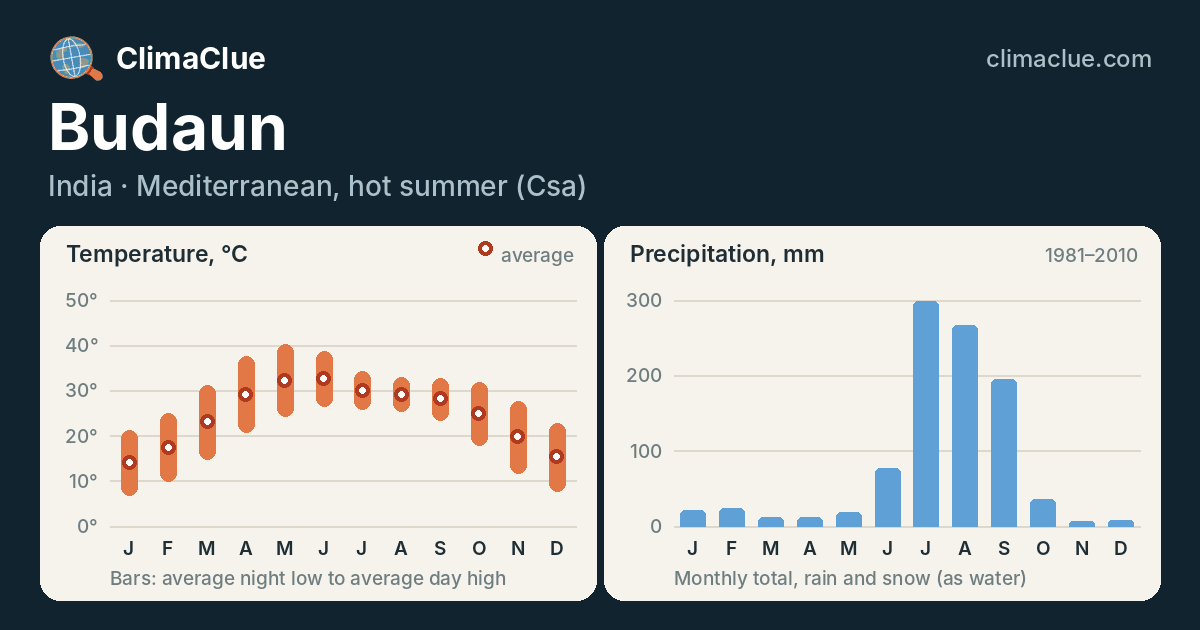 ClimaClue
climaclue.com
Budaun
India · Mediterranean, hot summer (Csa)
Temperature, °C
average
50°
40°
30°
20°
10°
0°
J F M A M J J A S O N D
Bars: average night low to average day high
Precipitation, mm
1981–2010
300
200
100
0
J F M A M J J A S O N D
Monthly total, rain and snow (as water)